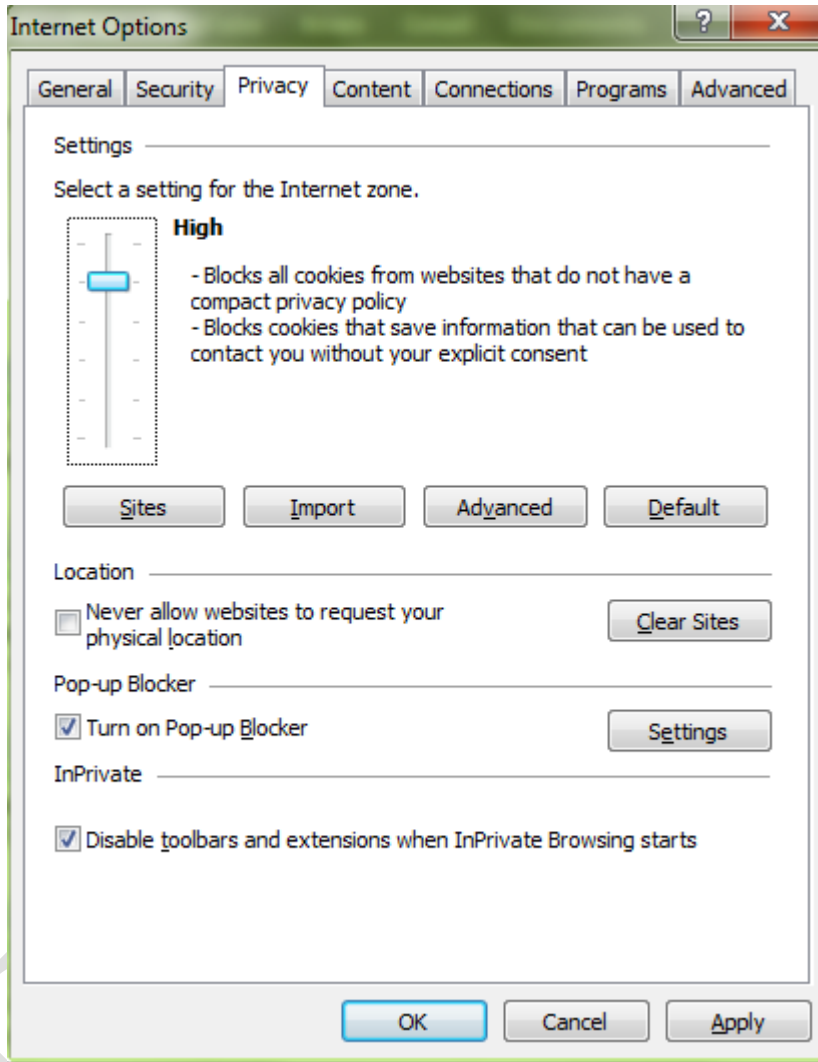 Internet Options
General Security Privacy Content Connections Programs Advanced
Settings
Select a setting for the Internet zone.
High
- Blocks all cookies from websites that do not have a
compact privacy policy
- Blocks cookies that save information that can be used to
contact you without your explicit consent
Sites Import Advanced Default
Location
Never allow websites to request your
physical location
Clear Sites
Pop-up Blocker
Turn on Pop-up Blocker
Settings
InPrivate
Disable toolbars and extensions when InPrivate Browsing starts
OK Cancel Apply